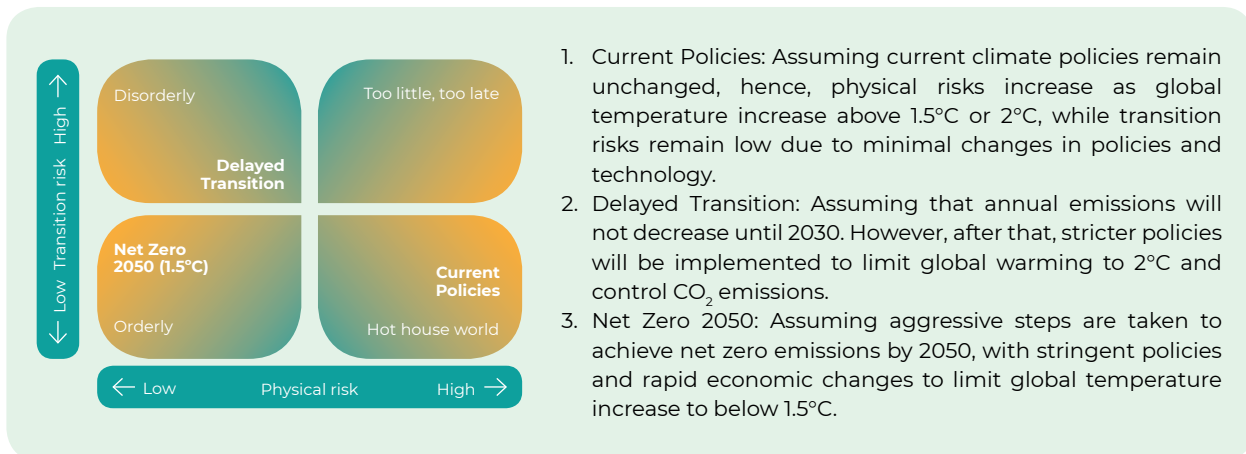 Low Transition risk High
Disorderly
Delayed
Transition
Too little, too late
Net Zero
2050 (1.5ºC)
Orderly
Current
Policies
Hot house world
Low Physical risk High
1. Current Policies: Assuming current climate policies remain
unchanged, hence, physical risks increase as global
temperature increase above 1.5°C or 2°C, while transition
risks remain low due to minimal changes in policies and
technology.
2. Delayed Transition: Assuming that annual emissions will
not decrease until 2030. However, after that, stricter policies
will be implemented to limit global warming to 2°C and
control CO₂ emissions.
3. Net Zero 2050: Assuming aggressive steps are taken to
achieve net zero emissions by 2050, with stringent policies
and rapid economic changes to limit global temperature
increase to below 1.5°C.